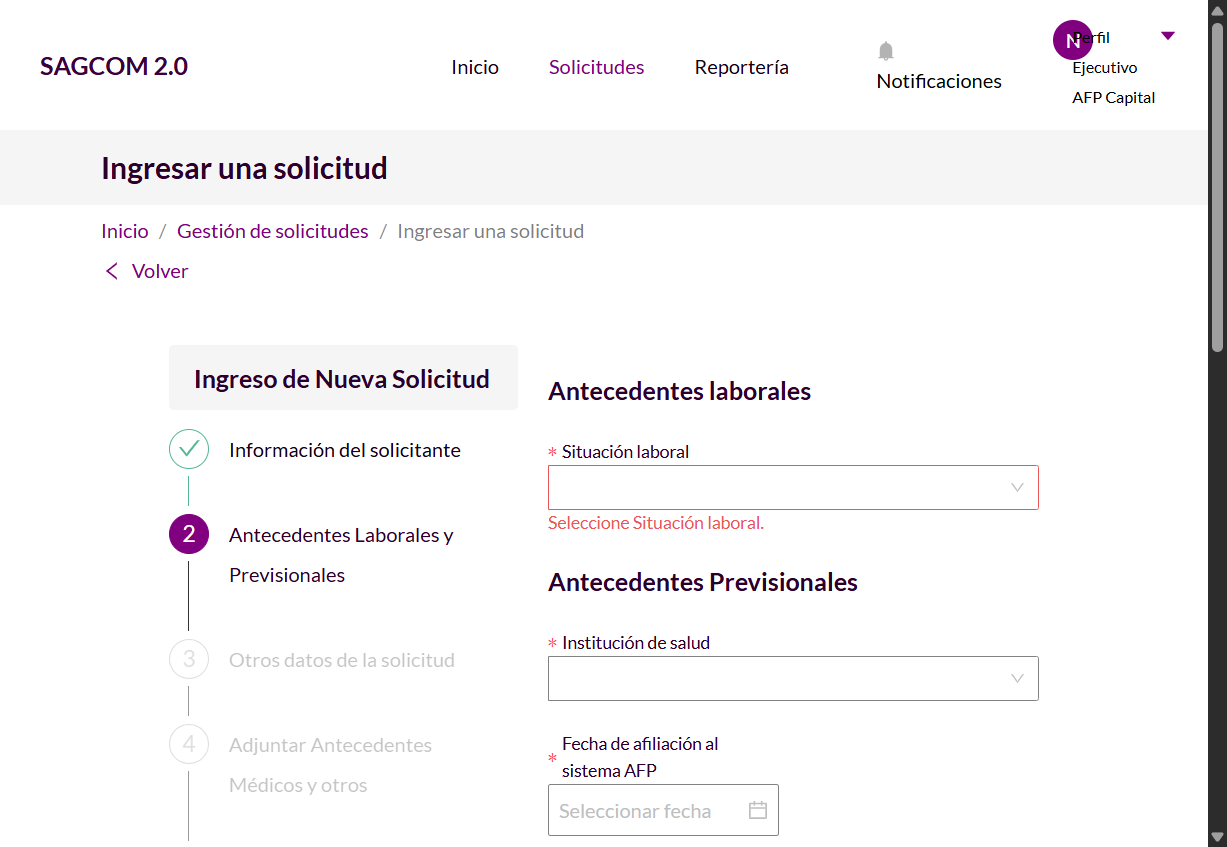 SAGCOM 2.0
Inicio
Solicitudes
Reportería
Notificaciones
N
Perfil
Ejecutivo
AFP Capital
Ingresar una solicitud
Inicio / Gestión de solicitudes / Ingresar una solicitud
Volver
Ingreso de Nueva Solicitud
Información del solicitante
2
Antecedentes Laborales y
Previsionales
3
Otros datos de la solicitud
4
Adjuntar Antecedentes
Médicos y otros
Antecedentes laborales
* Situación laboral
Seleccione Situación laboral.
Antecedentes Previsionales
* Institución de salud
* Fecha de afiliación al
sistema AFP
Seleccionar fecha